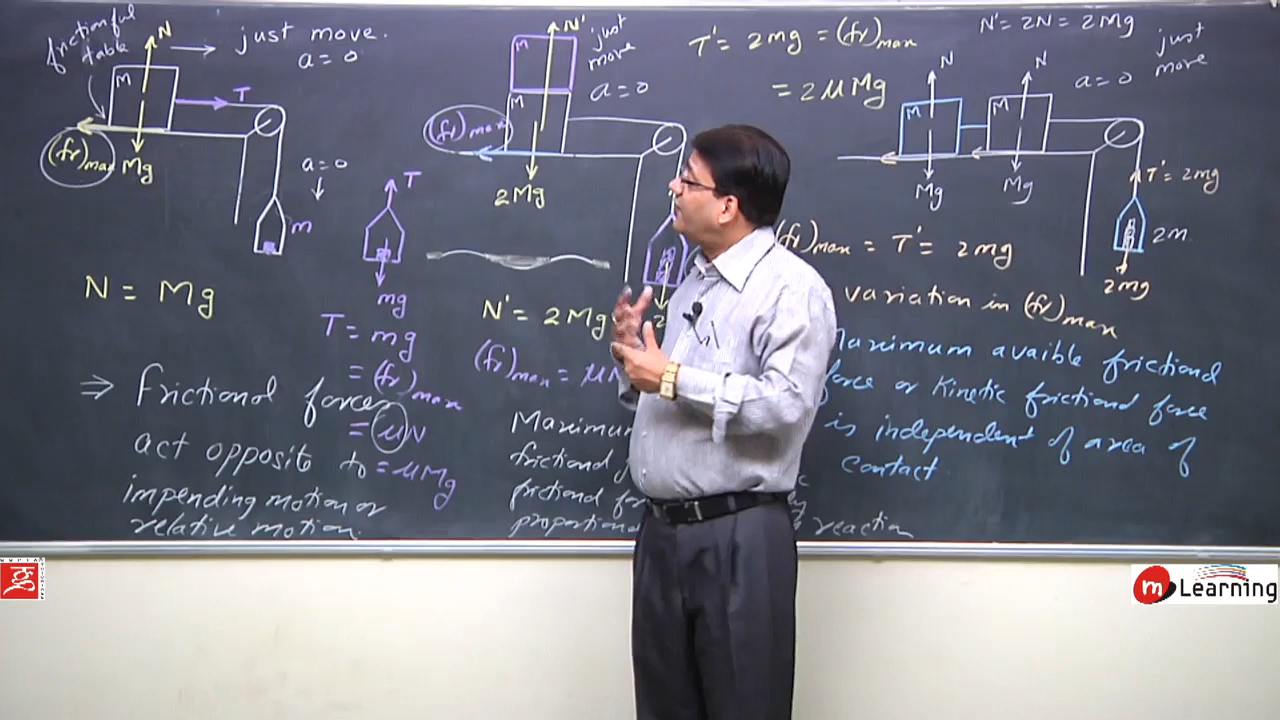 frictionful
table
N
just move.
a = 0
M
T
(fr)max
Mg
a = 0
m
T
mg
N = Mg
T = mg
= (fr)max
= μN
= μMg
⇒ Frictional forces
act opposite to
impending motion or
relative motion.
N'
M
M
just
move
a = 0
(fr)max
2Mg
N' = 2Mg
(fr)max = μN
Maximum
frictional
frictional
proportional
reaction
T' = 2mg = (fr)max
= 2μMg
N' = 2N = 2Mg
just
move
a = 0
N
N
M
M
Mg
Mg
T' = 2mg
2m
2mg
(fr)max = T' = 2mg
variation in (fr)max
Maximum avaible frictional
force or Kinetic frictional force
is independent of area of
contact
m Learning